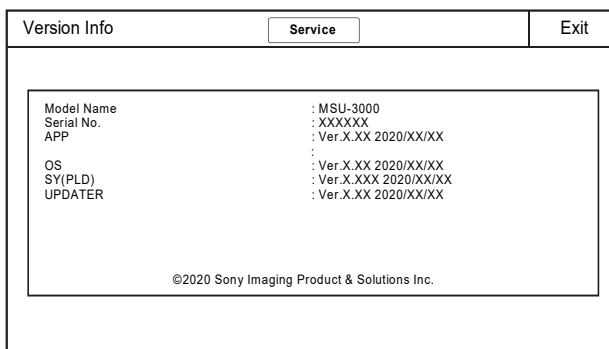 Version Info Service Exit
Model Name : MSU-3000
Serial No. : XXXXXX
APP : Ver.X.XX 2020/XX/XX
:
OS : Ver.X.XX 2020/XX/XX
SY(PLD) : Ver.X.XXX 2020/XX/XX
UPDATER : Ver.X.XX 2020/XX/XX
©2020 Sony Imaging Product & Solutions Inc.